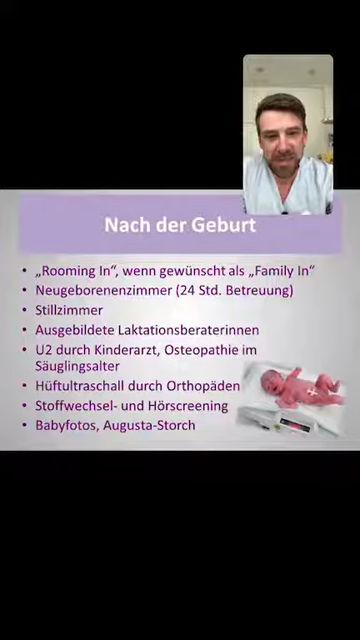 Nach der Geburt
• „Rooming In“, wenn gewünscht als „Family In“
• Neugeborenenzimmer (24 Std. Betreuung)
• Stillzimmer
• Ausgebildete Laktationsberaterinnen
• U2 durch Kinderarzt, Osteopathie im
Säuglingsalter
• Hüftultraschall durch Orthopäden
• Stoffwechsel- und Hörscreening
• Babyfotos, Augusta-Storch